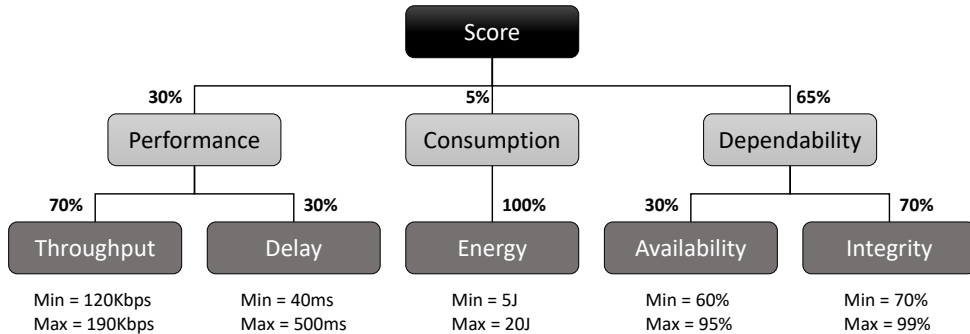 Score
30%
5%
65%
Performance
Consumption
Dependability
70%
30%
100%
30%
70%
Throughput
Delay
Energy
Availability
Integrity
Min = 120Kbps
Max = 190Kbps
Min = 40ms
Max = 500ms
Min = 5J
Max = 20J
Min = 60%
Max = 95%
Min = 70%
Max = 99%